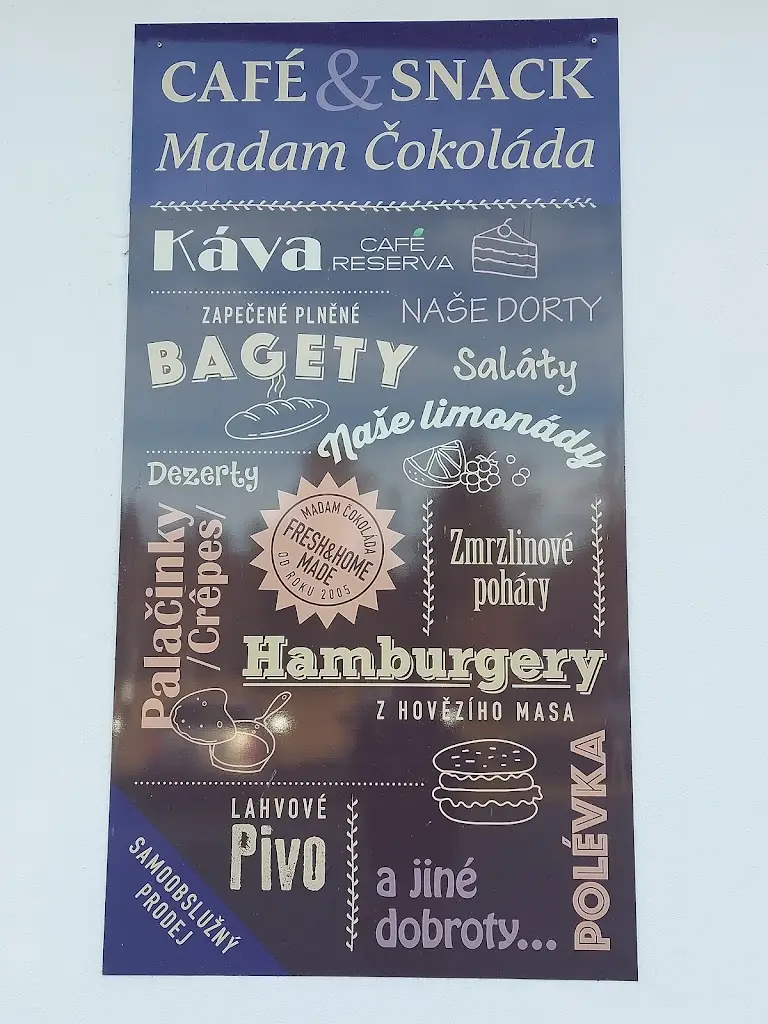 CAFÉ & SNACK
Madam Čokoláda
Káva
CAFÉ
RESERVA
NAŠE DORTY
ZAPEČENÉ PLNĚNÉ
BAGETY
Saláty
Naše limonády
Dezerty
Palačinky
/Crêpes/
MADAM ČOKOLÁDA
FRESH&HOME
MADE
OD ROKU 2005
Zmrzlinové
poháry
Hamburgery
Z HOVĚZÍHO MASA
POLÉVKA
LAHVOVÉ
Pivo
a jiné
dobroty...
SAMOOBSLUŽNÝ
PRODEJ